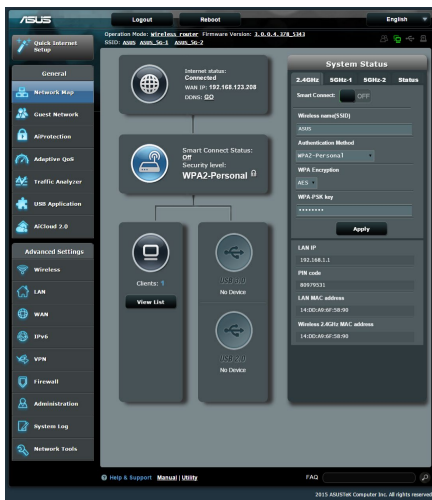 ASUS
Logout
Reboot
English
Quick Internet Setup
Operation Mode: Wireless router Firmware Version: 3.0.0.4.378_5343
SSID: ASUS ASUS_5G-1 ASUS_5G-2
General
Network Map
Guest Network
AiProtection
Adaptive QoS
Traffic Analyzer
USB Application
AiCloud 2.0
Advanced Settings
Wireless
LAN
WAN
IPv6
VPN
Firewall
Administration
System Log
Network Tools
Internet status:
Connected
WAN IP: 192.168.123.208
DDNS: GO
Smart Connect Status:
Off
Security level:
WPA2-Personal
Clients: 1
View List
USB 3.0
No Device
No Device
System Status
2.4GHz 5GHz-1 5GHz-2 Status
Smart Connect: OFF
Wireless name(SSID)
ASUS
Authentication Method
WPA2-Personal
WPA Encryption
AES
WPA-PSK key
••••••••
Apply
LAN IP
192.168.1.1
PIN code
80979531
LAN MAC address
14:DD:A9:6F:58:90
Wireless 2.4GHz MAC address
14:DD:A9:6F:58:90
Help & Support Manual | Utility
FAQ
2015 ASUSTeK Computer Inc. All rights reserved